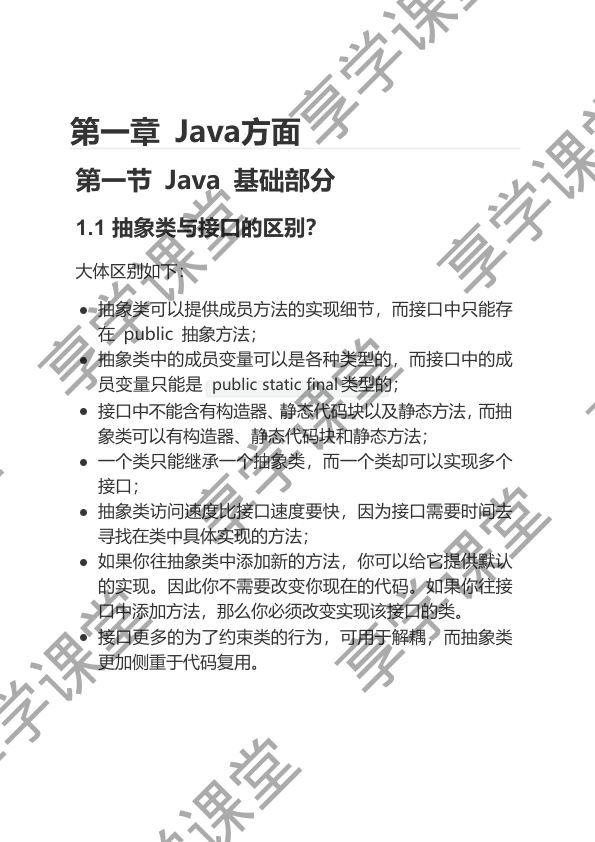 第一章 Java方面
第一节 Java 基础部分
1.1 抽象类与接口的区别？
大体区别如下：
● 抽象类可以提供成员方法的实现细节，而接口中只能存
在 public 抽象方法；
● 抽象类中的成员变量可以是各种类型的，而接口中的成
员变量只能是 public static final 类型的；
● 接口中不能含有构造器、静态代码块以及静态方法，而抽
象类可以有构造器、静态代码块和静态方法；
● 一个类只能继承一个抽象类，而一个类却可以实现多个
接口；
● 抽象类访问速度比接口速度要快，因为接口需要时间去
寻找在类中具体实现的方法；
● 如果你往抽象类中添加新的方法，你可以给它提供默认
的实现。因此你不需要改变你现在的代码。如果你往接
口中添加方法，那么你必须改变实现该接口的类。
● 接口更多的为了约束类的行为，可用于解耦，而抽象类
更加侧重于代码复用。
享学课堂
享学课堂
享学课堂
享学课堂
享学课堂
享学课堂
享学课堂